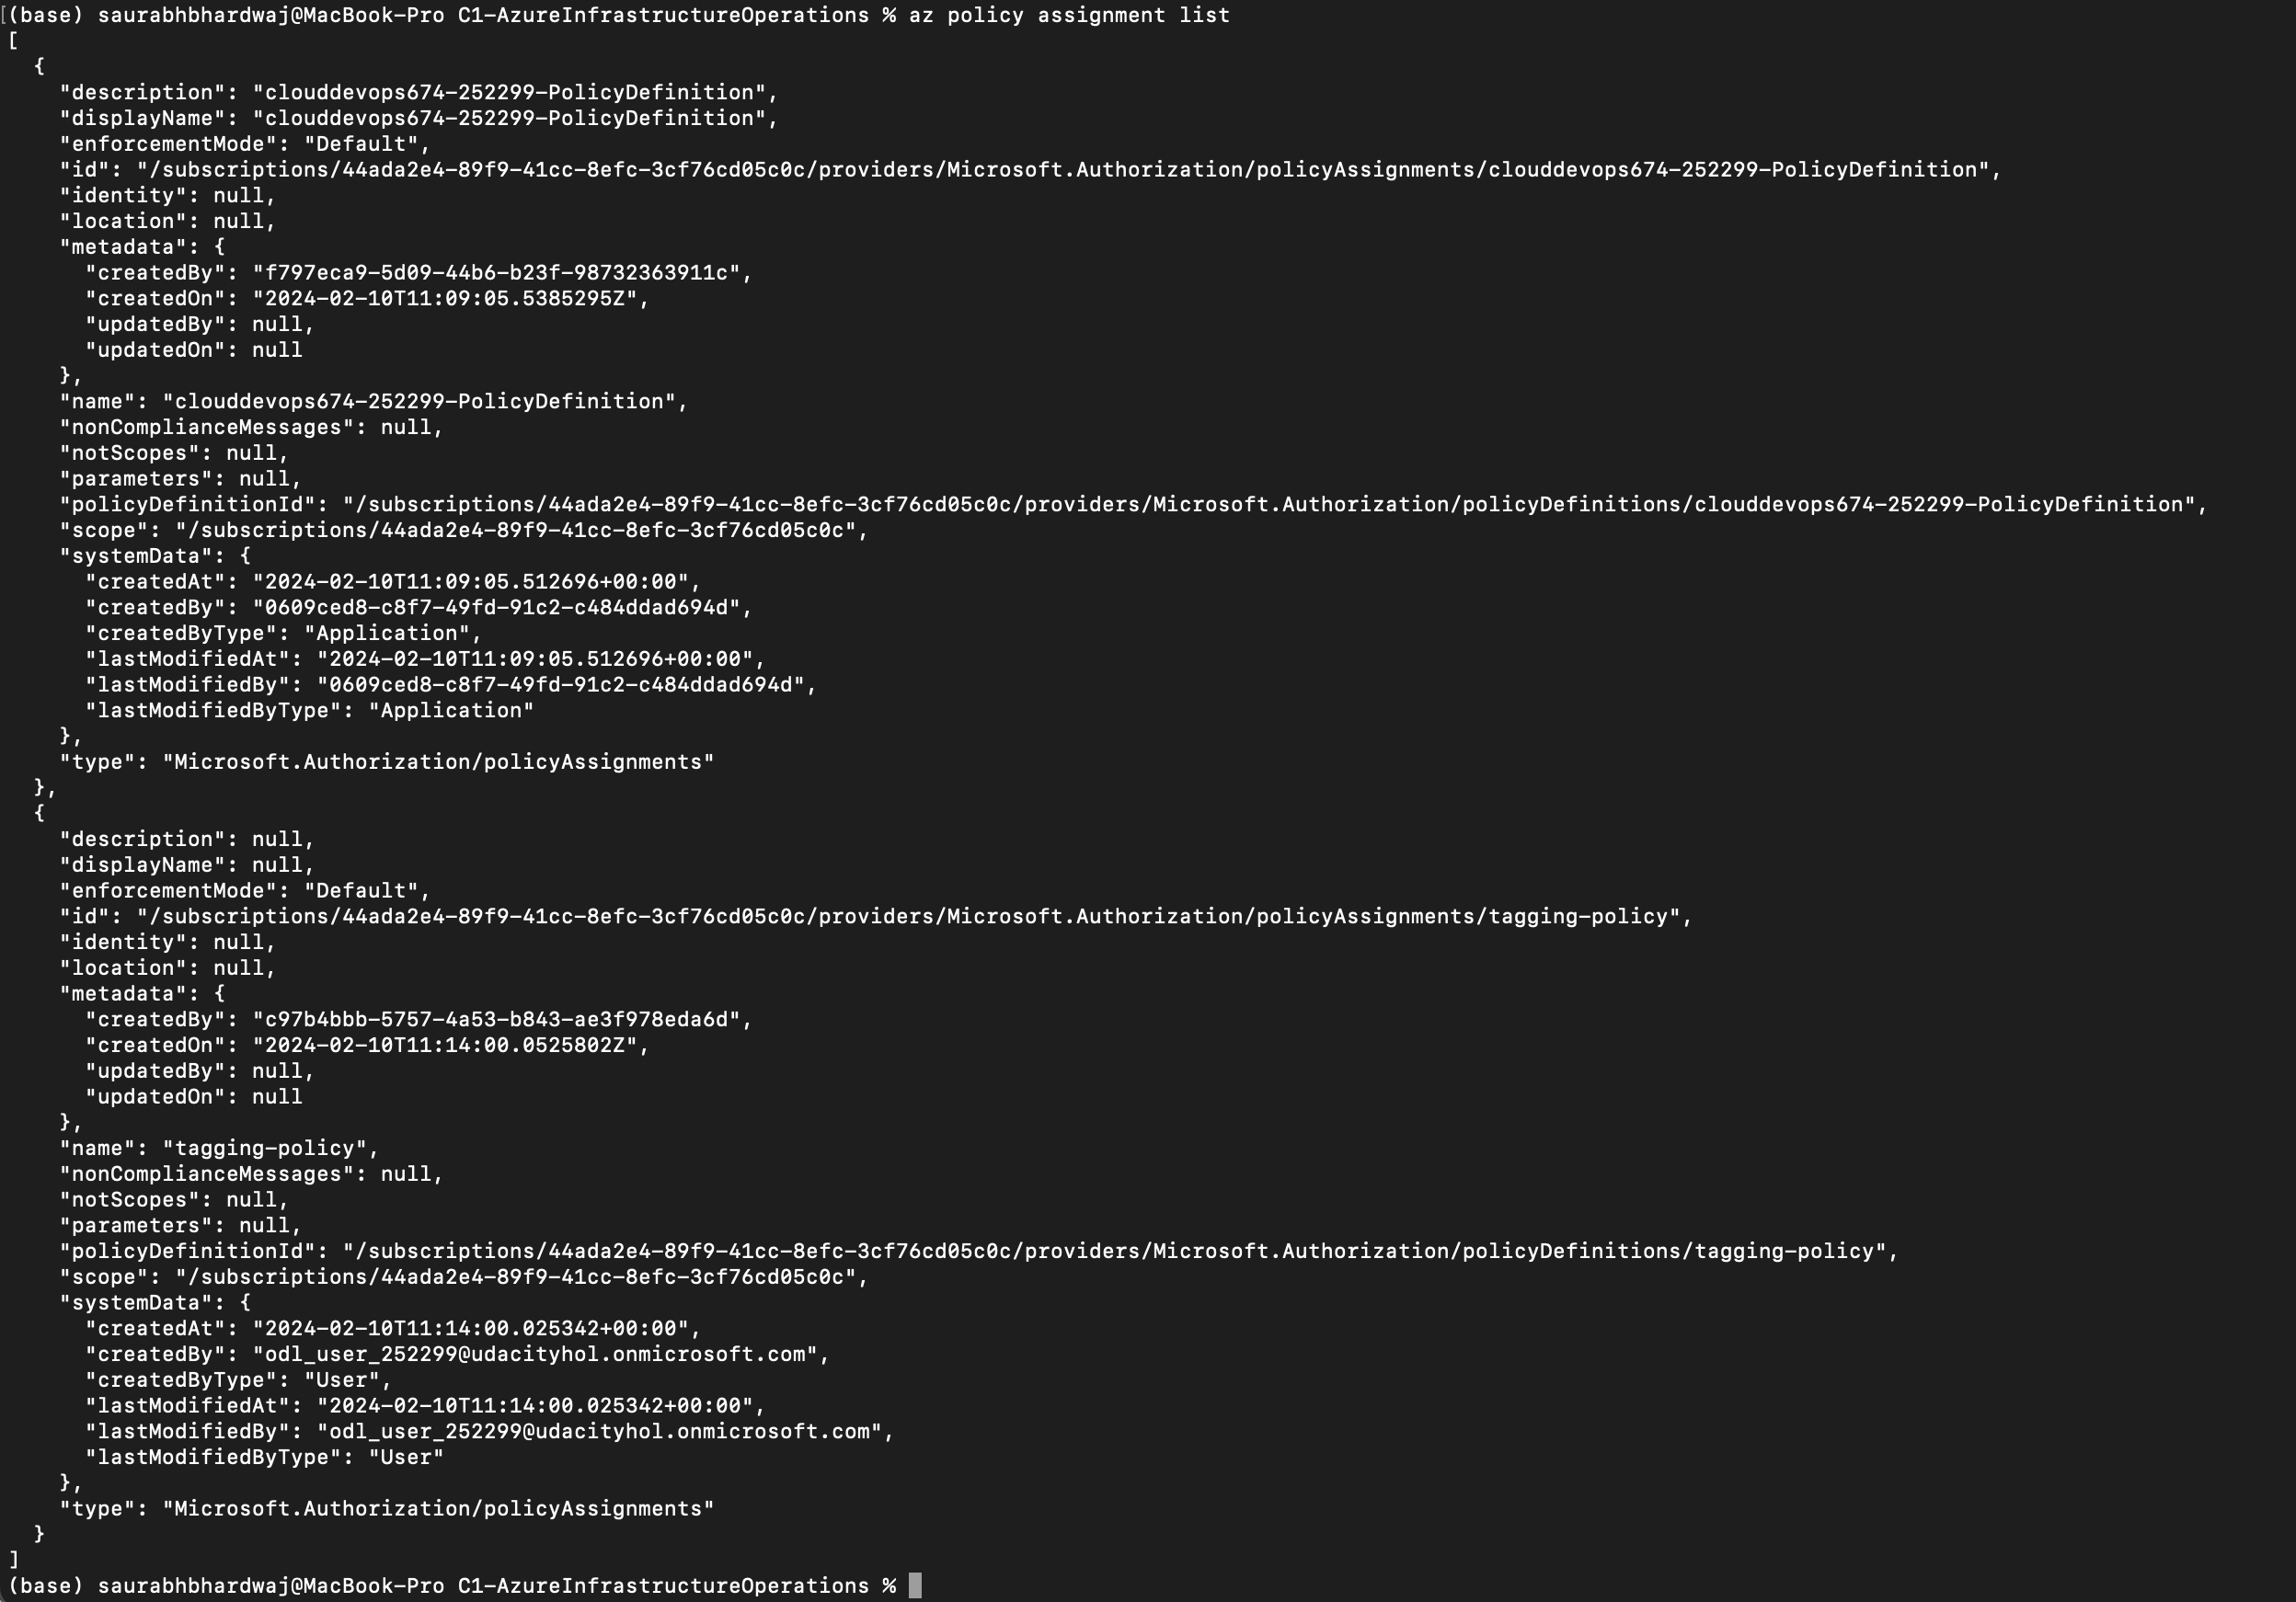 (base) saurabhbhardwaj@MacBook-Pro C1-AzureInfrastructureOperations % az policy assignment list
[
  {
    "description": "clouddevops674-252299-PolicyDefinition",
    "displayName": "clouddevops674-252299-PolicyDefinition",
    "enforcementMode": "Default",
    "id": "/subscriptions/44ada2e4-89f9-41cc-8efc-3cf76cd05c0c/providers/Microsoft.Authorization/policyAssignments/clouddevops674-252299-PolicyDefinition",
    "identity": null,
    "location": null,
    "metadata": {
      "createdBy": "f797eca9-5d09-44b6-b23f-98732363911c",
      "createdOn": "2024-02-10T11:09:05.5385295Z",
      "updatedBy": null,
      "updatedOn": null
    },
    "name": "clouddevops674-252299-PolicyDefinition",
    "nonComplianceMessages": null,
    "notScopes": null,
    "parameters": null,
    "policyDefinitionId": "/subscriptions/44ada2e4-89f9-41cc-8efc-3cf76cd05c0c/providers/Microsoft.Authorization/policyDefinitions/clouddevops674-252299-PolicyDefinition",
    "scope": "/subscriptions/44ada2e4-89f9-41cc-8efc-3cf76cd05c0c",
    "systemData": {
      "createdAt": "2024-02-10T11:09:05.512696+00:00",
      "createdBy": "0609ced8-c8f7-49fd-91c2-c484ddad694d",
      "createdByType": "Application",
      "lastModifiedAt": "2024-02-10T11:09:05.512696+00:00",
      "lastModifiedBy": "0609ced8-c8f7-49fd-91c2-c484ddad694d",
      "lastModifiedByType": "Application"
    },
    "type": "Microsoft.Authorization/policyAssignments"
  },
  {
    "description": null,
    "displayName": null,
    "enforcementMode": "Default",
    "id": "/subscriptions/44ada2e4-89f9-41cc-8efc-3cf76cd05c0c/providers/Microsoft.Authorization/policyAssignments/tagging-policy",
    "identity": null,
    "location": null,
    "metadata": {
      "createdBy": "c97b4bbb-5757-4a53-b843-ae3f978eda6d",
      "createdOn": "2024-02-10T11:14:00.0525802Z",
      "updatedBy": null,
      "updatedOn": null
    },
    "name": "tagging-policy",
    "nonComplianceMessages": null,
    "notScopes": null,
    "parameters": null,
    "policyDefinitionId": "/subscriptions/44ada2e4-89f9-41cc-8efc-3cf76cd05c0c/providers/Microsoft.Authorization/policyDefinitions/tagging-policy",
    "scope": "/subscriptions/44ada2e4-89f9-41cc-8efc-3cf76cd05c0c",
    "systemData": {
      "createdAt": "2024-02-10T11:14:00.025342+00:00",
      "createdBy": "odl_user_252299@udacityhol.onmicrosoft.com",
      "createdByType": "User",
      "lastModifiedAt": "2024-02-10T11:14:00.025342+00:00",
      "lastModifiedBy": "odl_user_252299@udacityhol.onmicrosoft.com",
      "lastModifiedByType": "User"
    },
    "type": "Microsoft.Authorization/policyAssignments"
  }
]
(base) saurabhbhardwaj@MacBook-Pro C1-AzureInfrastructureOperations %